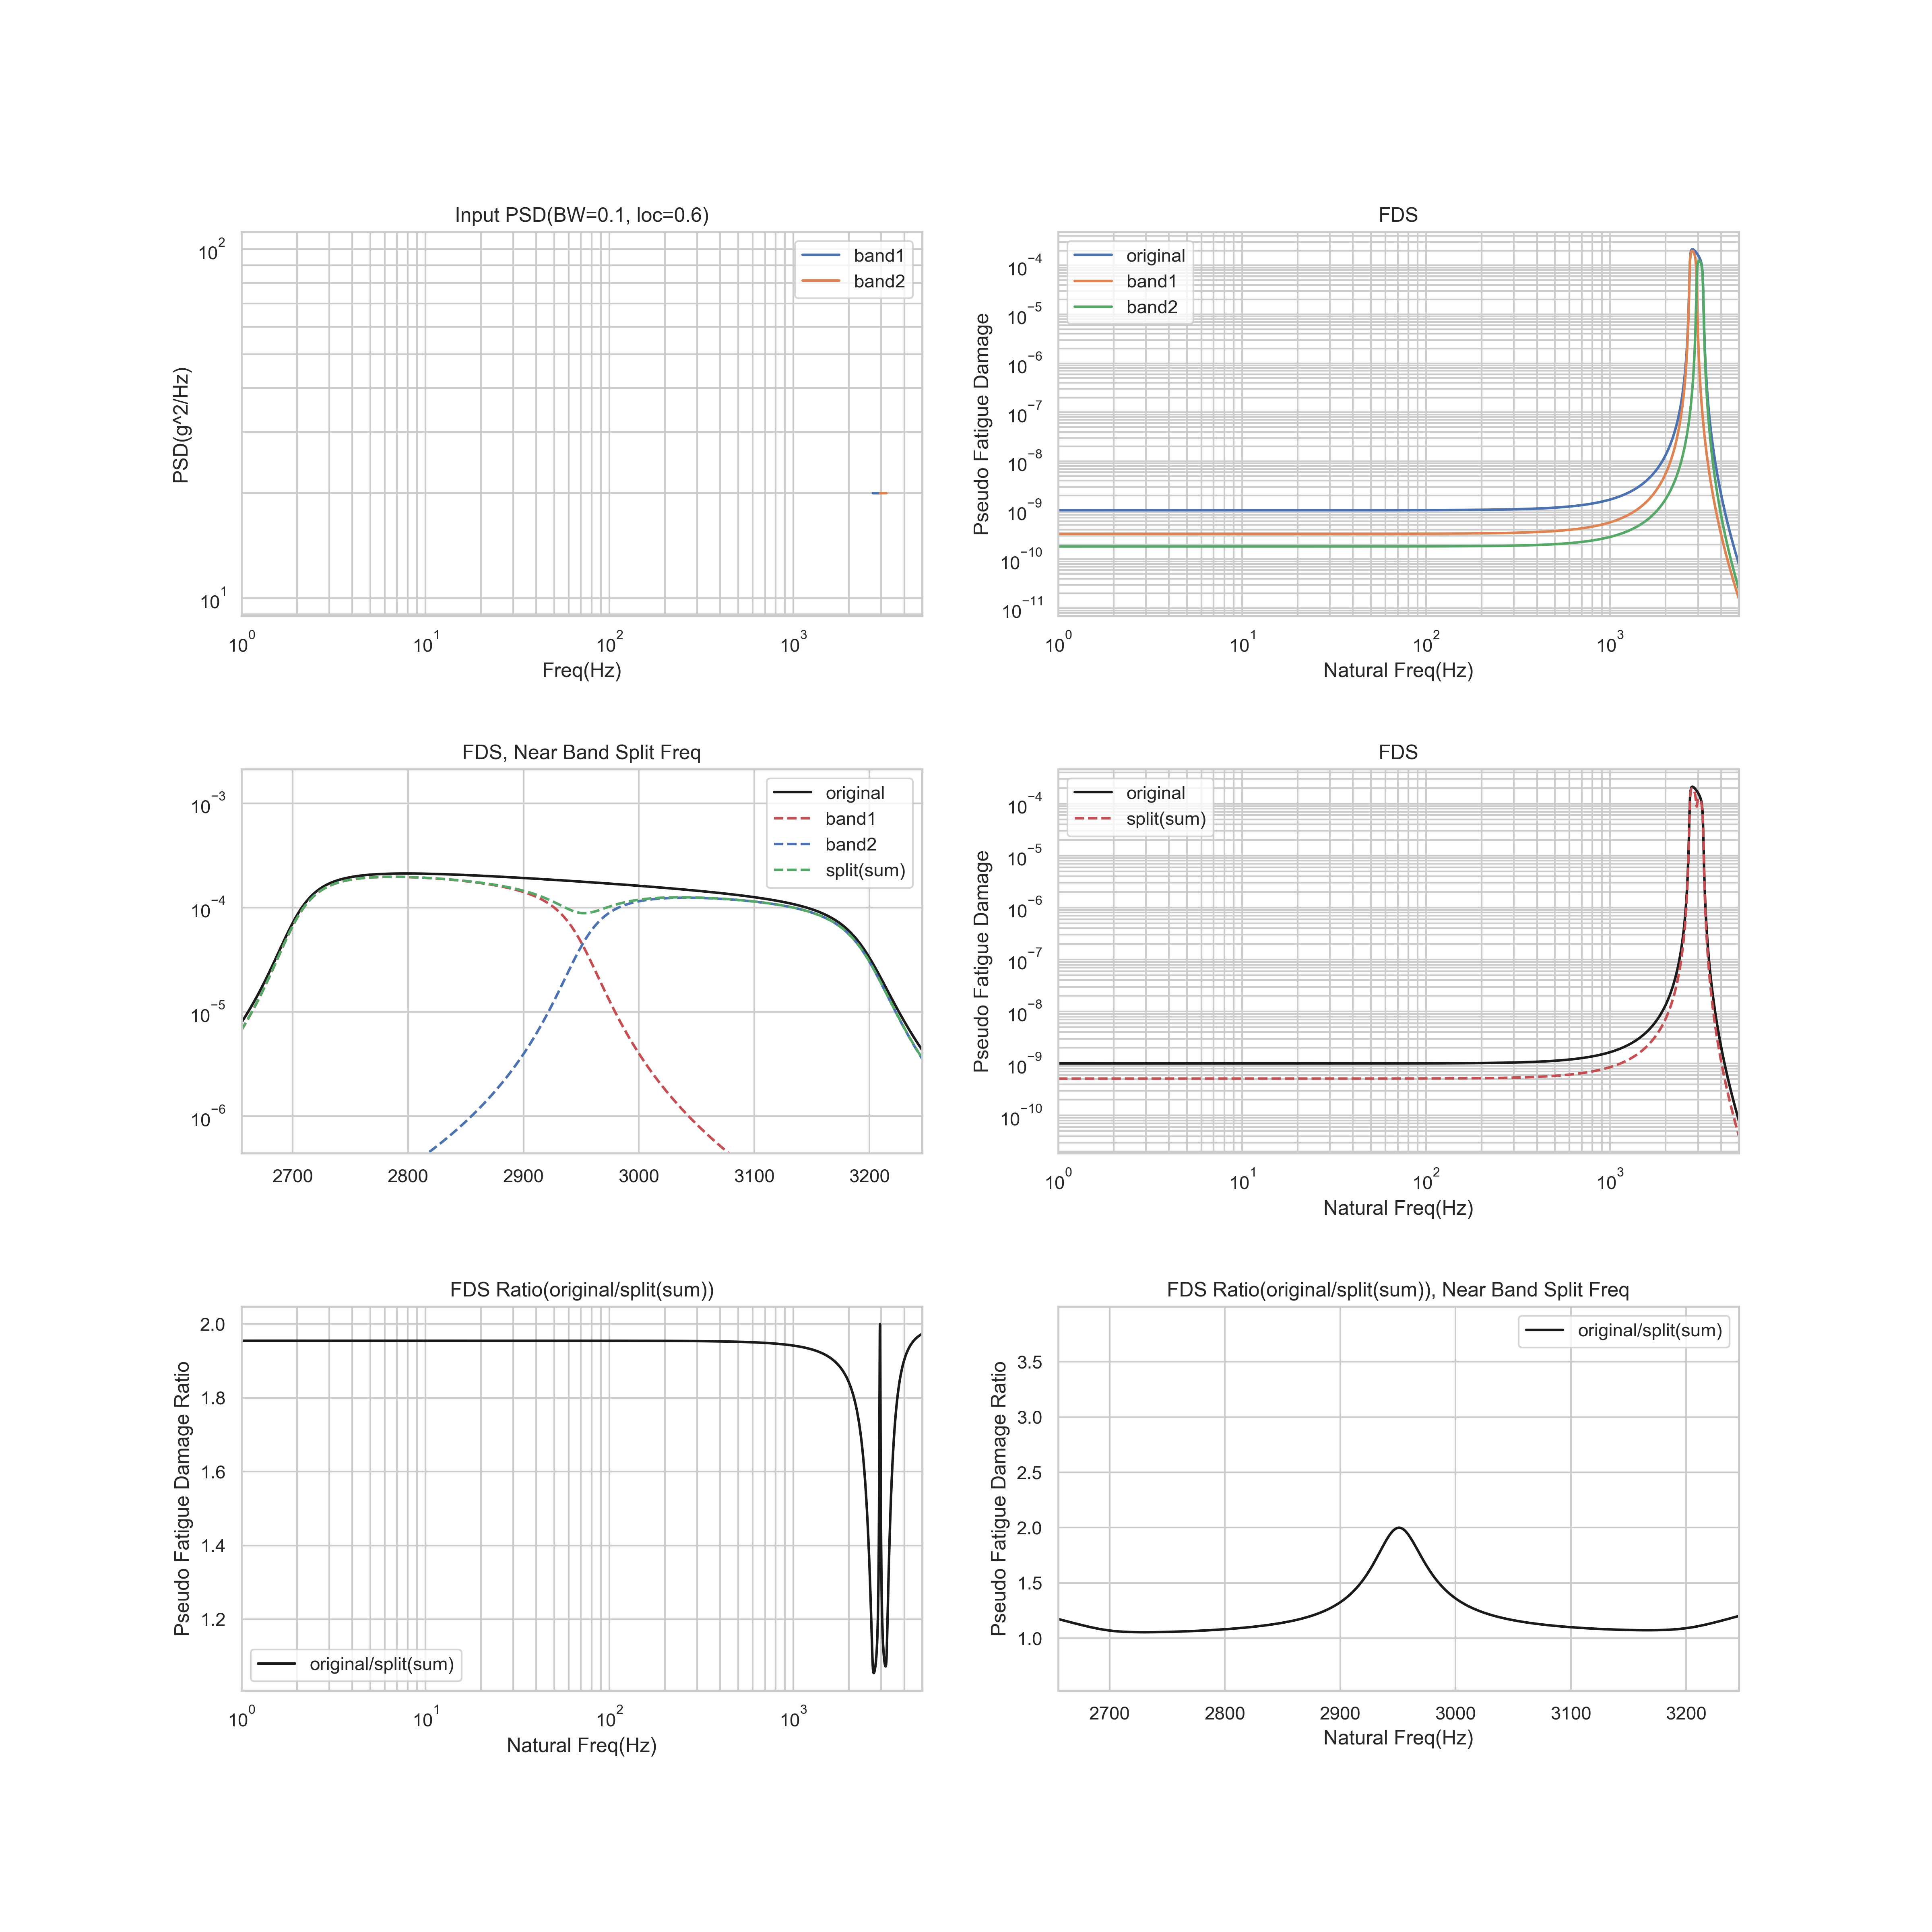 Input PSD(BW=0.1, loc=0.6)
PSD(g^2/Hz)
10^2
10^1
band1
band2
10^0 10^1 10^2 10^3
Freq(Hz)
FDS
Pseudo Fatigue Damage
original
band1
band2
10^−4
10^−5
10^−6
10^−7
10^−8
10^−9
10^−10
10^−11
10^0 10^1 10^2 10^3
Natural Freq(Hz)
FDS, Near Band Split Freq
original
band1
band2
split(sum)
10^−3
10^−4
10^−5
10^−6
2700 2800 2900 3000 3100 3200
FDS
Pseudo Fatigue Damage
original
split(sum)
10^−4
10^−5
10^−6
10^−7
10^−8
10^−9
10^−10
10^0 10^1 10^2 10^3
Natural Freq(Hz)
FDS Ratio(original/split(sum))
Pseudo Fatigue Damage Ratio
2.0
1.8
1.6
1.4
1.2
original/split(sum)
10^0 10^1 10^2 10^3
Natural Freq(Hz)
FDS Ratio(original/split(sum)), Near Band Split Freq
Pseudo Fatigue Damage Ratio
original/split(sum)
3.5
3.0
2.5
2.0
1.5
1.0
2700 2800 2900 3000 3100 3200
Natural Freq(Hz)